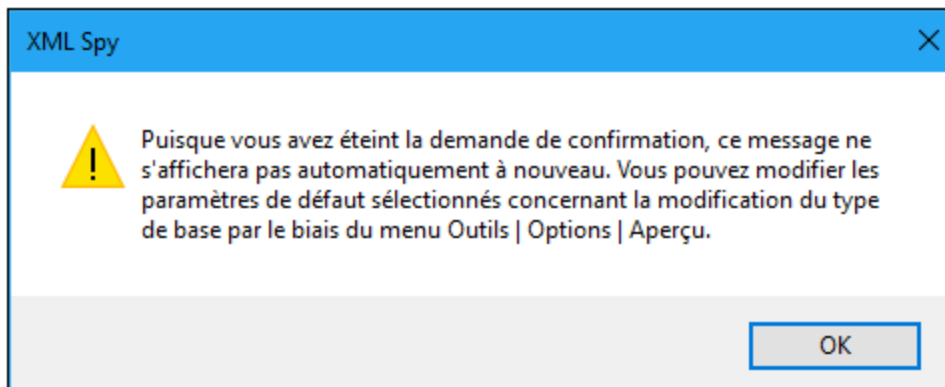 XML Spy
Puisque vous avez éteint la demande de confirmation, ce message ne
s'affichera pas automatiquement à nouveau. Vous pouvez modifier les
paramètres de défaut sélectionnés concernant la modification du type
de base par le biais du menu Outils | Options | Aperçu.
OK